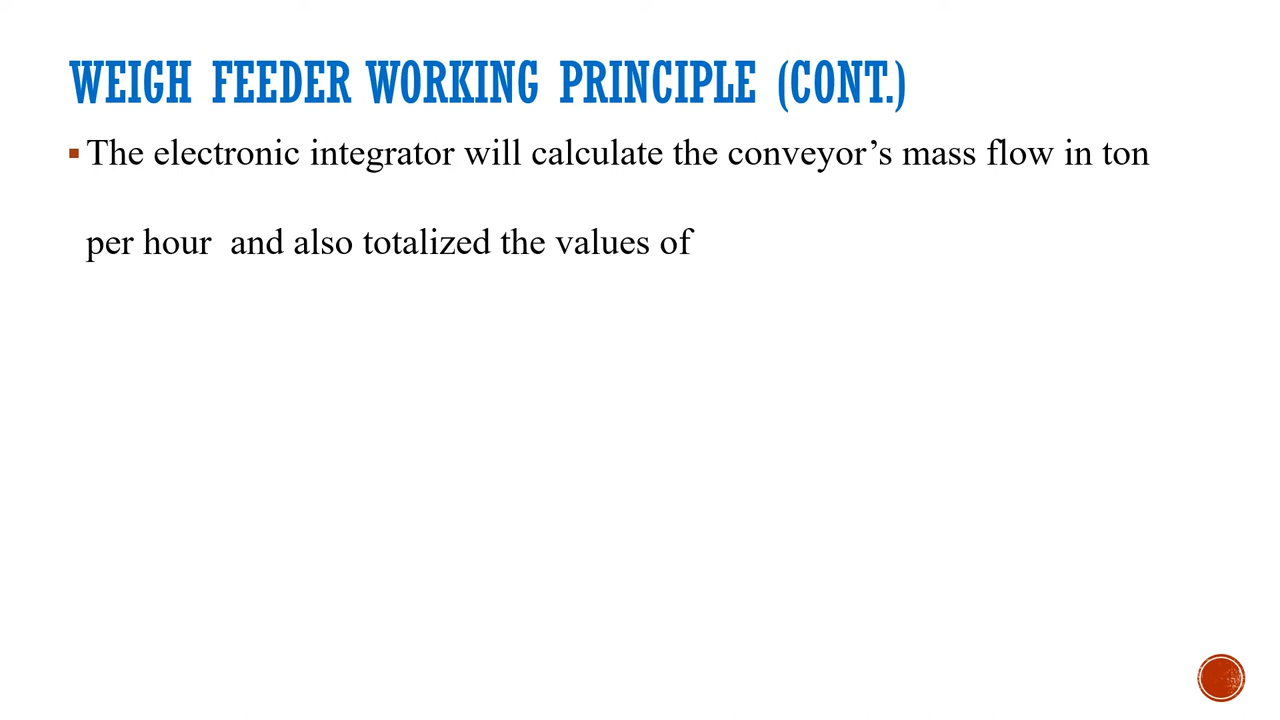 WEIGH FEEDER WORKING PRINCIPLE (CONT.)
▪ The electronic integrator will calculate the conveyor’s mass flow in ton
per hour  and also totalized the values of